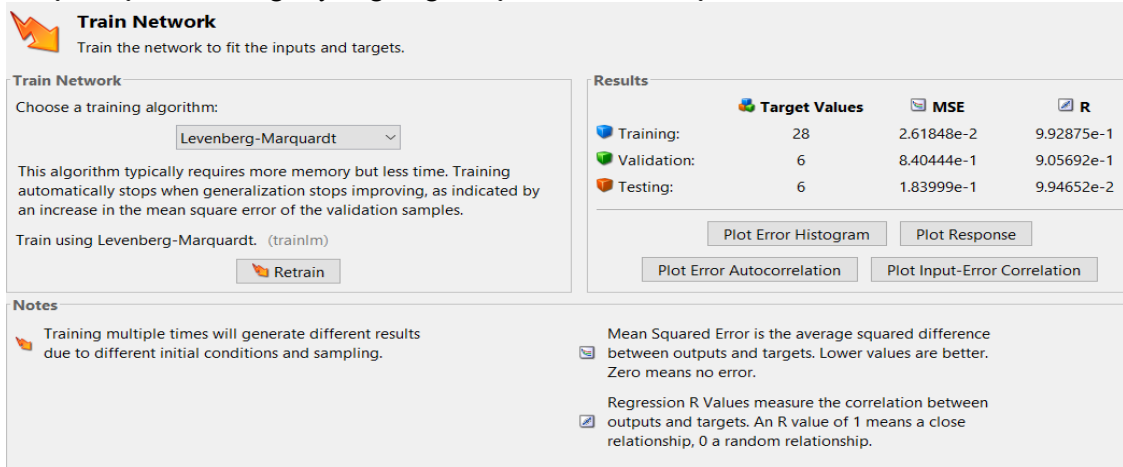 Train Network
Train the network to fit the inputs and targets.
Train Network
Choose a training algorithm:
Levenberg-Marquardt
This algorithm typically requires more memory but less time. Training
automatically stops when generalization stops improving, as indicated by
an increase in the mean square error of the validation samples.
Train using Levenberg-Marquardt. (trainlm)
Retrain
Results
Target Values MSE R
Training: 28 2.61848e-2 9.92875e-1
Validation: 6 8.40444e-1 9.05692e-1
Testing: 6 1.83999e-1 9.94652e-2
Plot Error Histogram Plot Response
Plot Error Autocorrelation Plot Input-Error Correlation
Notes
Training multiple times will generate different results
due to different initial conditions and sampling.
Mean Squared Error is the average squared difference
between outputs and targets. Lower values are better.
Zero means no error.
Regression R Values measure the correlation between
outputs and targets. An R value of 1 means a close
relationship, 0 a random relationship.